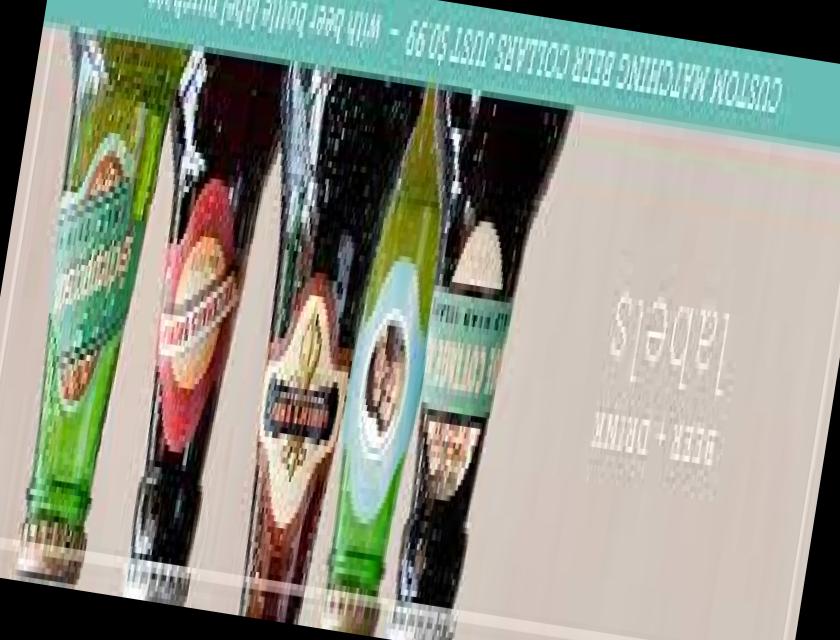 BEER + DRINK
labels
CUSTOM MATCHING BEER COLLARS JUST $0.99 – with beer bottle label purchase